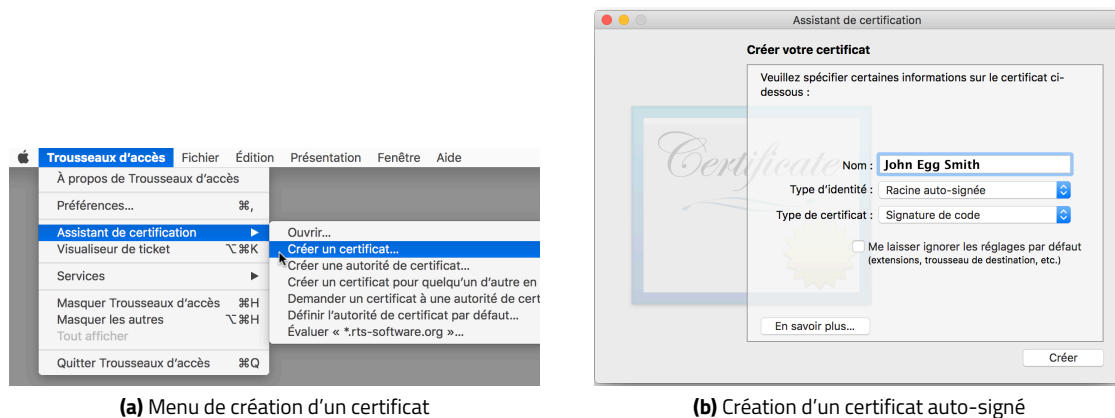 Trousseaux d'accès Fichier Édition Présentation Fenêtre Aide
À propos de Trousseaux d'accès
Préférences... ⌘,
Assistant de certification ▶
Visualiseur de ticket ⌥⌘K
Services ▶
Masquer Trousseaux d'accès ⌘H
Masquer les autres ⌥⌘H
Tout afficher
Quitter Trousseaux d'accès ⌘Q
Ouvrir...
Créer un certificat...
Créer une autorité de certificat...
Créer un certificat pour quelqu'un d'autre en
Demander un certificat à une autorité de cert
Définir l'autorité de certificat par défaut...
Évaluer « *.rts-software.org »...
(a) Menu de création d'un certificat
Assistant de certification
Créer votre certificat
Veuillez spécifier certaines informations sur le certificat ci-
dessous :
Certificate
Nom : John Egg Smith
Type d'identité : Racine auto-signée
Type de certificat : Signature de code
Me laisser ignorer les réglages par défaut
(extensions, trousseau de destination, etc.)
En savoir plus...
Créer
(b) Création d'un certificat auto-signé